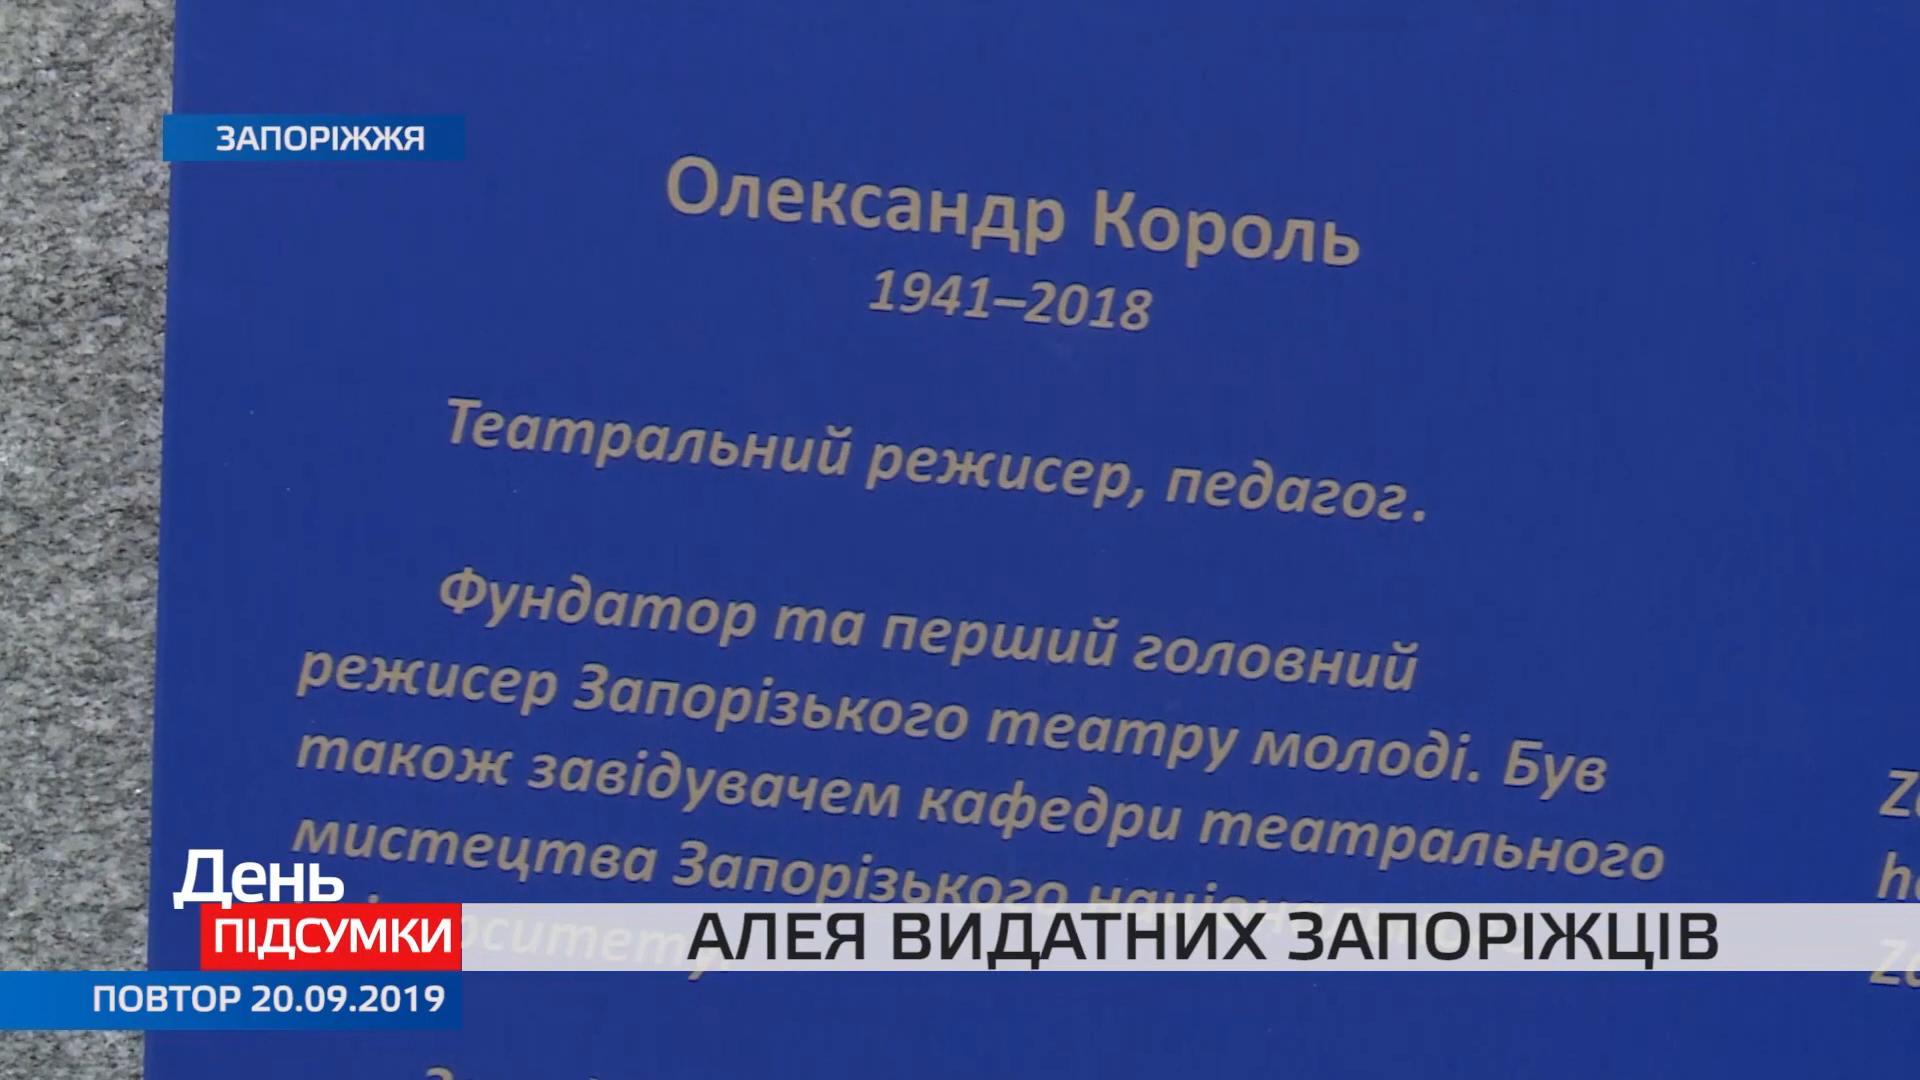 ЗАПОРІЖЖЯ
Олександр Король
1941–2018
Театральний режисер, педагог.
Фундатор та перший головний
режисер Запорізького театру молоді. Був
також завідувачем кафедри театрального
мистецтва Запорізького національного
День
ПІДСУМКИ
АЛЕЯ ВИДАТНИХ ЗАПОРІЖЦІВ
ПОВТОР 20.09.2019